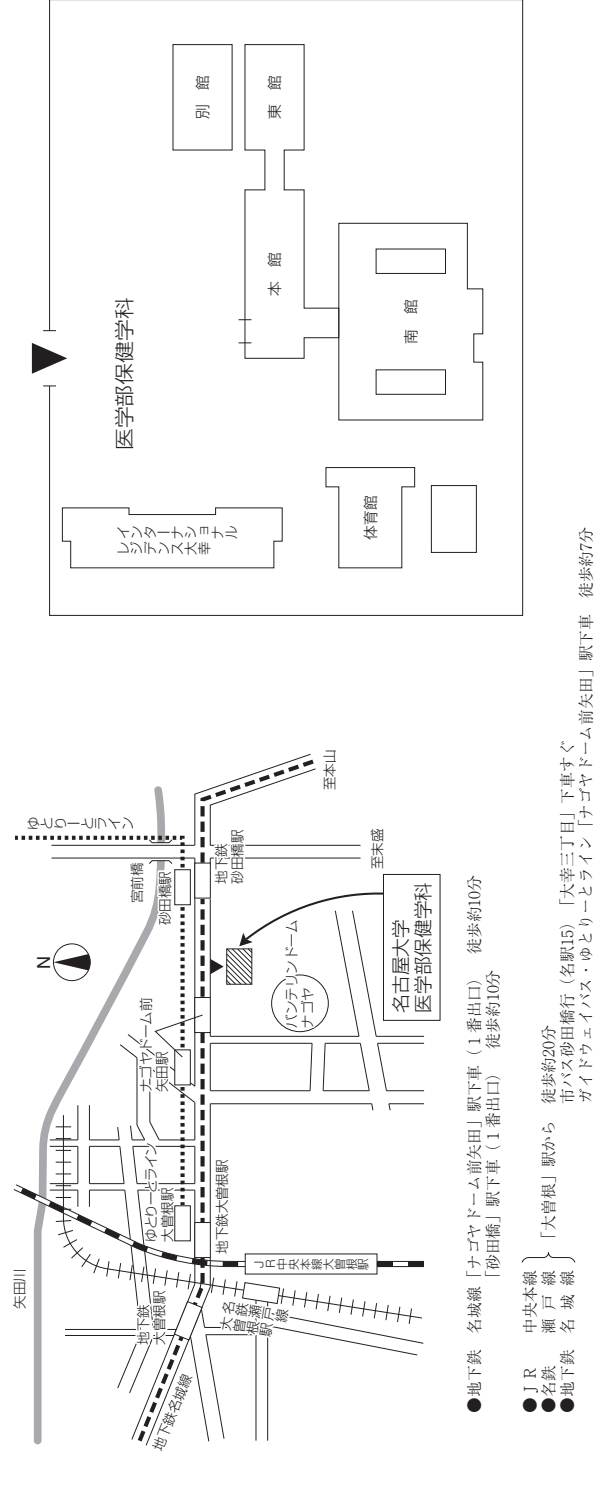 矢田川
N
ゆとりーとライン
宮前橋
砂田橋駅
地下鉄
砂田橋駅
至本山
至末盛
ナゴヤドーム前
矢田駅
バンテリンドーム
ナゴヤ
名古屋大学
医学部保健学科
ゆとりーとライン
大曽根駅
地下鉄大曽根駅
JR中央本線大曽根駅
地下鉄
大曽根駅
名鉄瀬戸線
大曽根駅
地下鉄名城線
●地下鉄 名城線「ナゴヤドーム前矢田」駅下車(1番出口) 徒歩約10分
「砂田橋」駅下車(1番出口) 徒歩約10分
●JR 中央本線
●名鉄 瀬戸線
●地下鉄 名城線
「大曽根」駅から 徒歩約20分
市バス砂田橋行(名駅15)「大幸三丁目」下車すぐ
ガイドウェイバス・ゆとりーとライン「ナゴヤドーム前矢田」駅下車 徒歩約7分
医学部保健学科
別館
東館
本館
南館
インターナショナル
レジデンス大幸
体育館